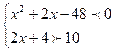 x² + 2x − 48 ≺ 0
2x + 4 ≻ 10